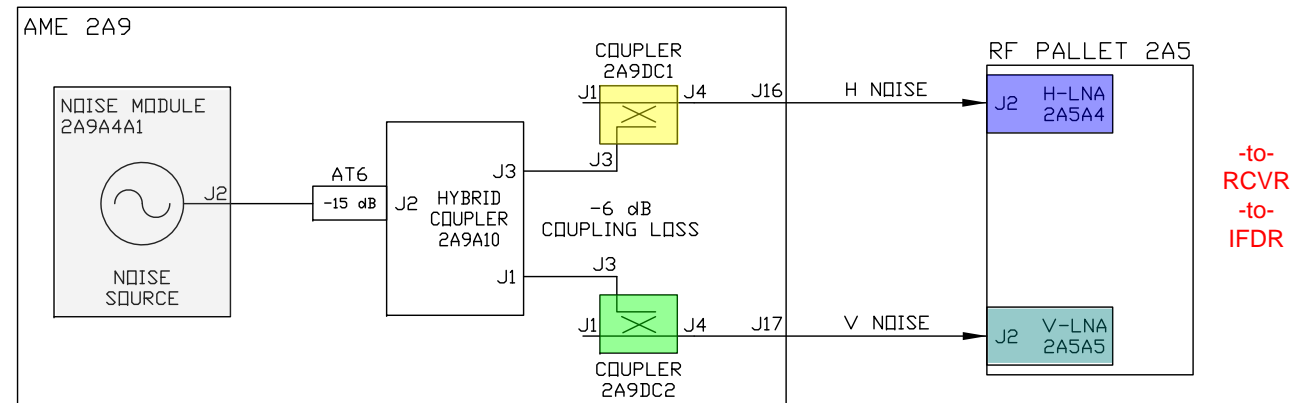 AME 2A9
NOISE MODULE
2A9A4A1
J2
NOISE
SOURCE
AT6
-15 dB
J2
HYBRID
COUPLER
2A9A10
J3
J1
-6 dB
COUPLING LOSS
COUPLER
2A9DC1
J1
J4
J3
J16
H NOISE
J3
J1
J4
J17
V NOISE
COUPLER
2A9DC2
RF PALLET 2A5
J2
H-LNA
2A5A4
J2
V-LNA
2A5A5
-to-
RCVR
-to-
IFDR